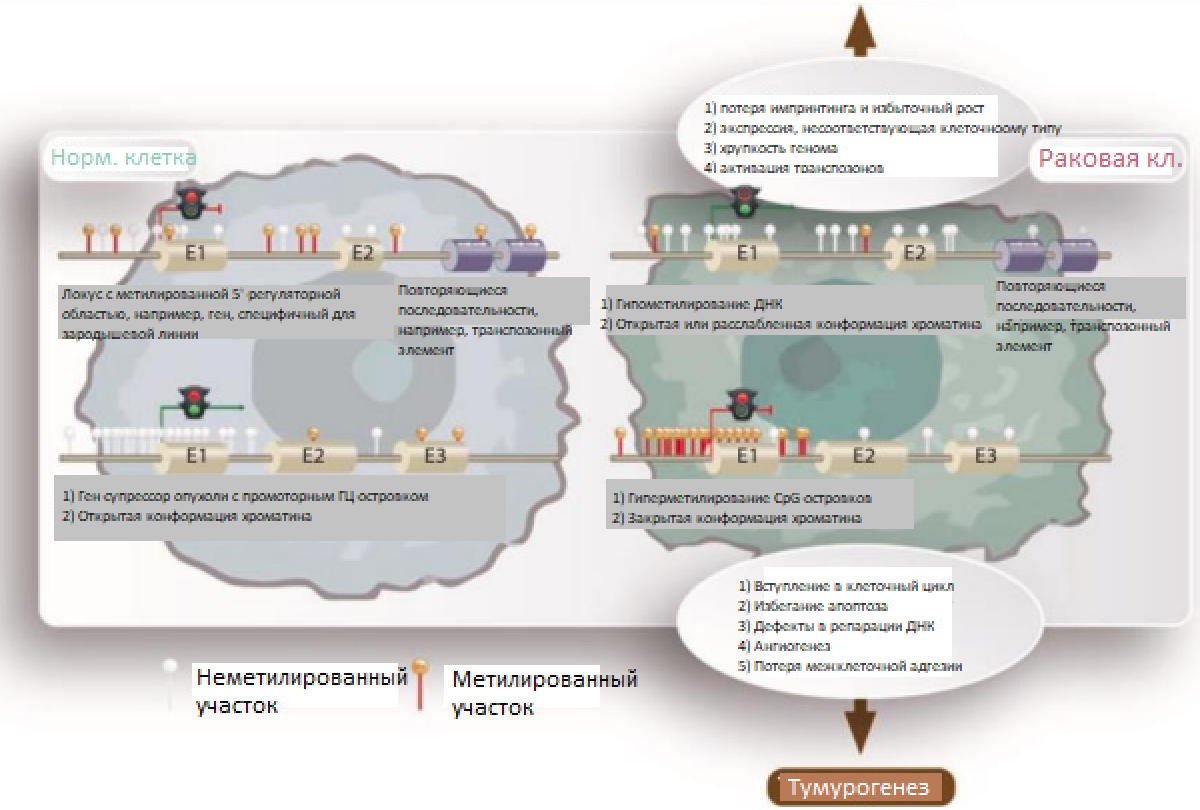 1) потеря импринтинга и избыточный рост
2) экспрессия, несоответствующая клеточноому типу
3) хрупкость генома
4) активация транспозонов
Норм. клетка
Раковая кл.
E1
E2
E1
E2
Локус с метилированной 5'-регуляторной
областью, например, ген, специфичный для
зародышевой линии
Повторяющиеся
последовательности,
например, транспозонный
элемент
1) Гипометилирование ДНК
2) Открытая или расслабленная конформация хроматина
Повторяющиеся
последовательности,
например, транспозонный
элемент
E1
E2
E3
E1
E2
E3
1) Ген супрессор опухоли с промоторным ГЦ островком
2) Открытая конформация хроматина
1) Гиперметилирование CpG островков
2) Закрытая конформация хроматина
1) Вступление в клеточный цикл
2) Избегание апоптоза
3) Дефекты в репарации ДНК
4) Ангиогенез
5) Потеря межклеточной адгезии
Неметилированный
участок
Метилированный
участок
Тумурогенез